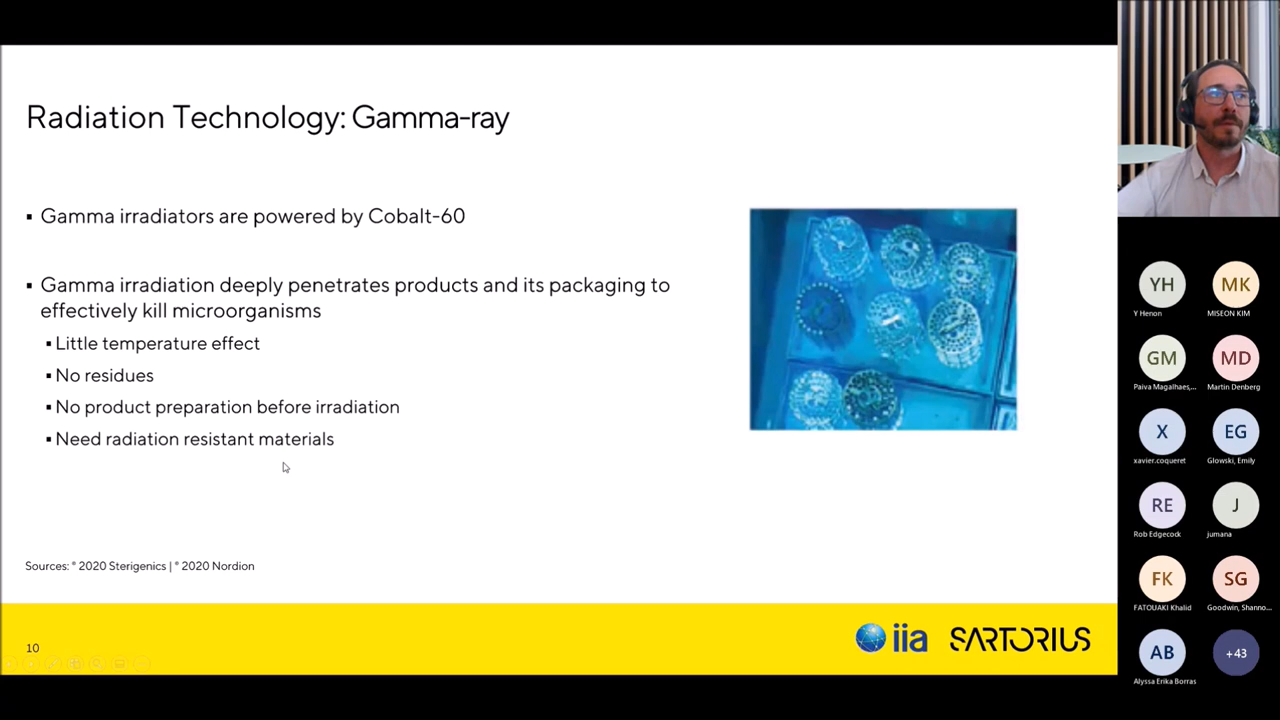 Radiation Technology: Gamma-ray
▪ Gamma irradiators are powered by Cobalt-60
▪ Gamma irradiation deeply penetrates products and its packaging to
effectively kill microorganisms
▪ Little temperature effect
▪ No residues
▪ No product preparation before irradiation
▪ Need radiation resistant materials
Sources: © 2020 Sterigenics | © 2020 Nordion
10
iia SARTORIUS
YH MK
Y Henon MISEON KIM
GM MD
Paiva Magalhaes,... Martin Denberg
X EG
xavier.coqueret Glowski, Emily
RE J
Rob Edgecock jumana
FK SG
FATOUAKI Khalid Goodwin, Shanno...
AB +43
Alyssa Erika Borras